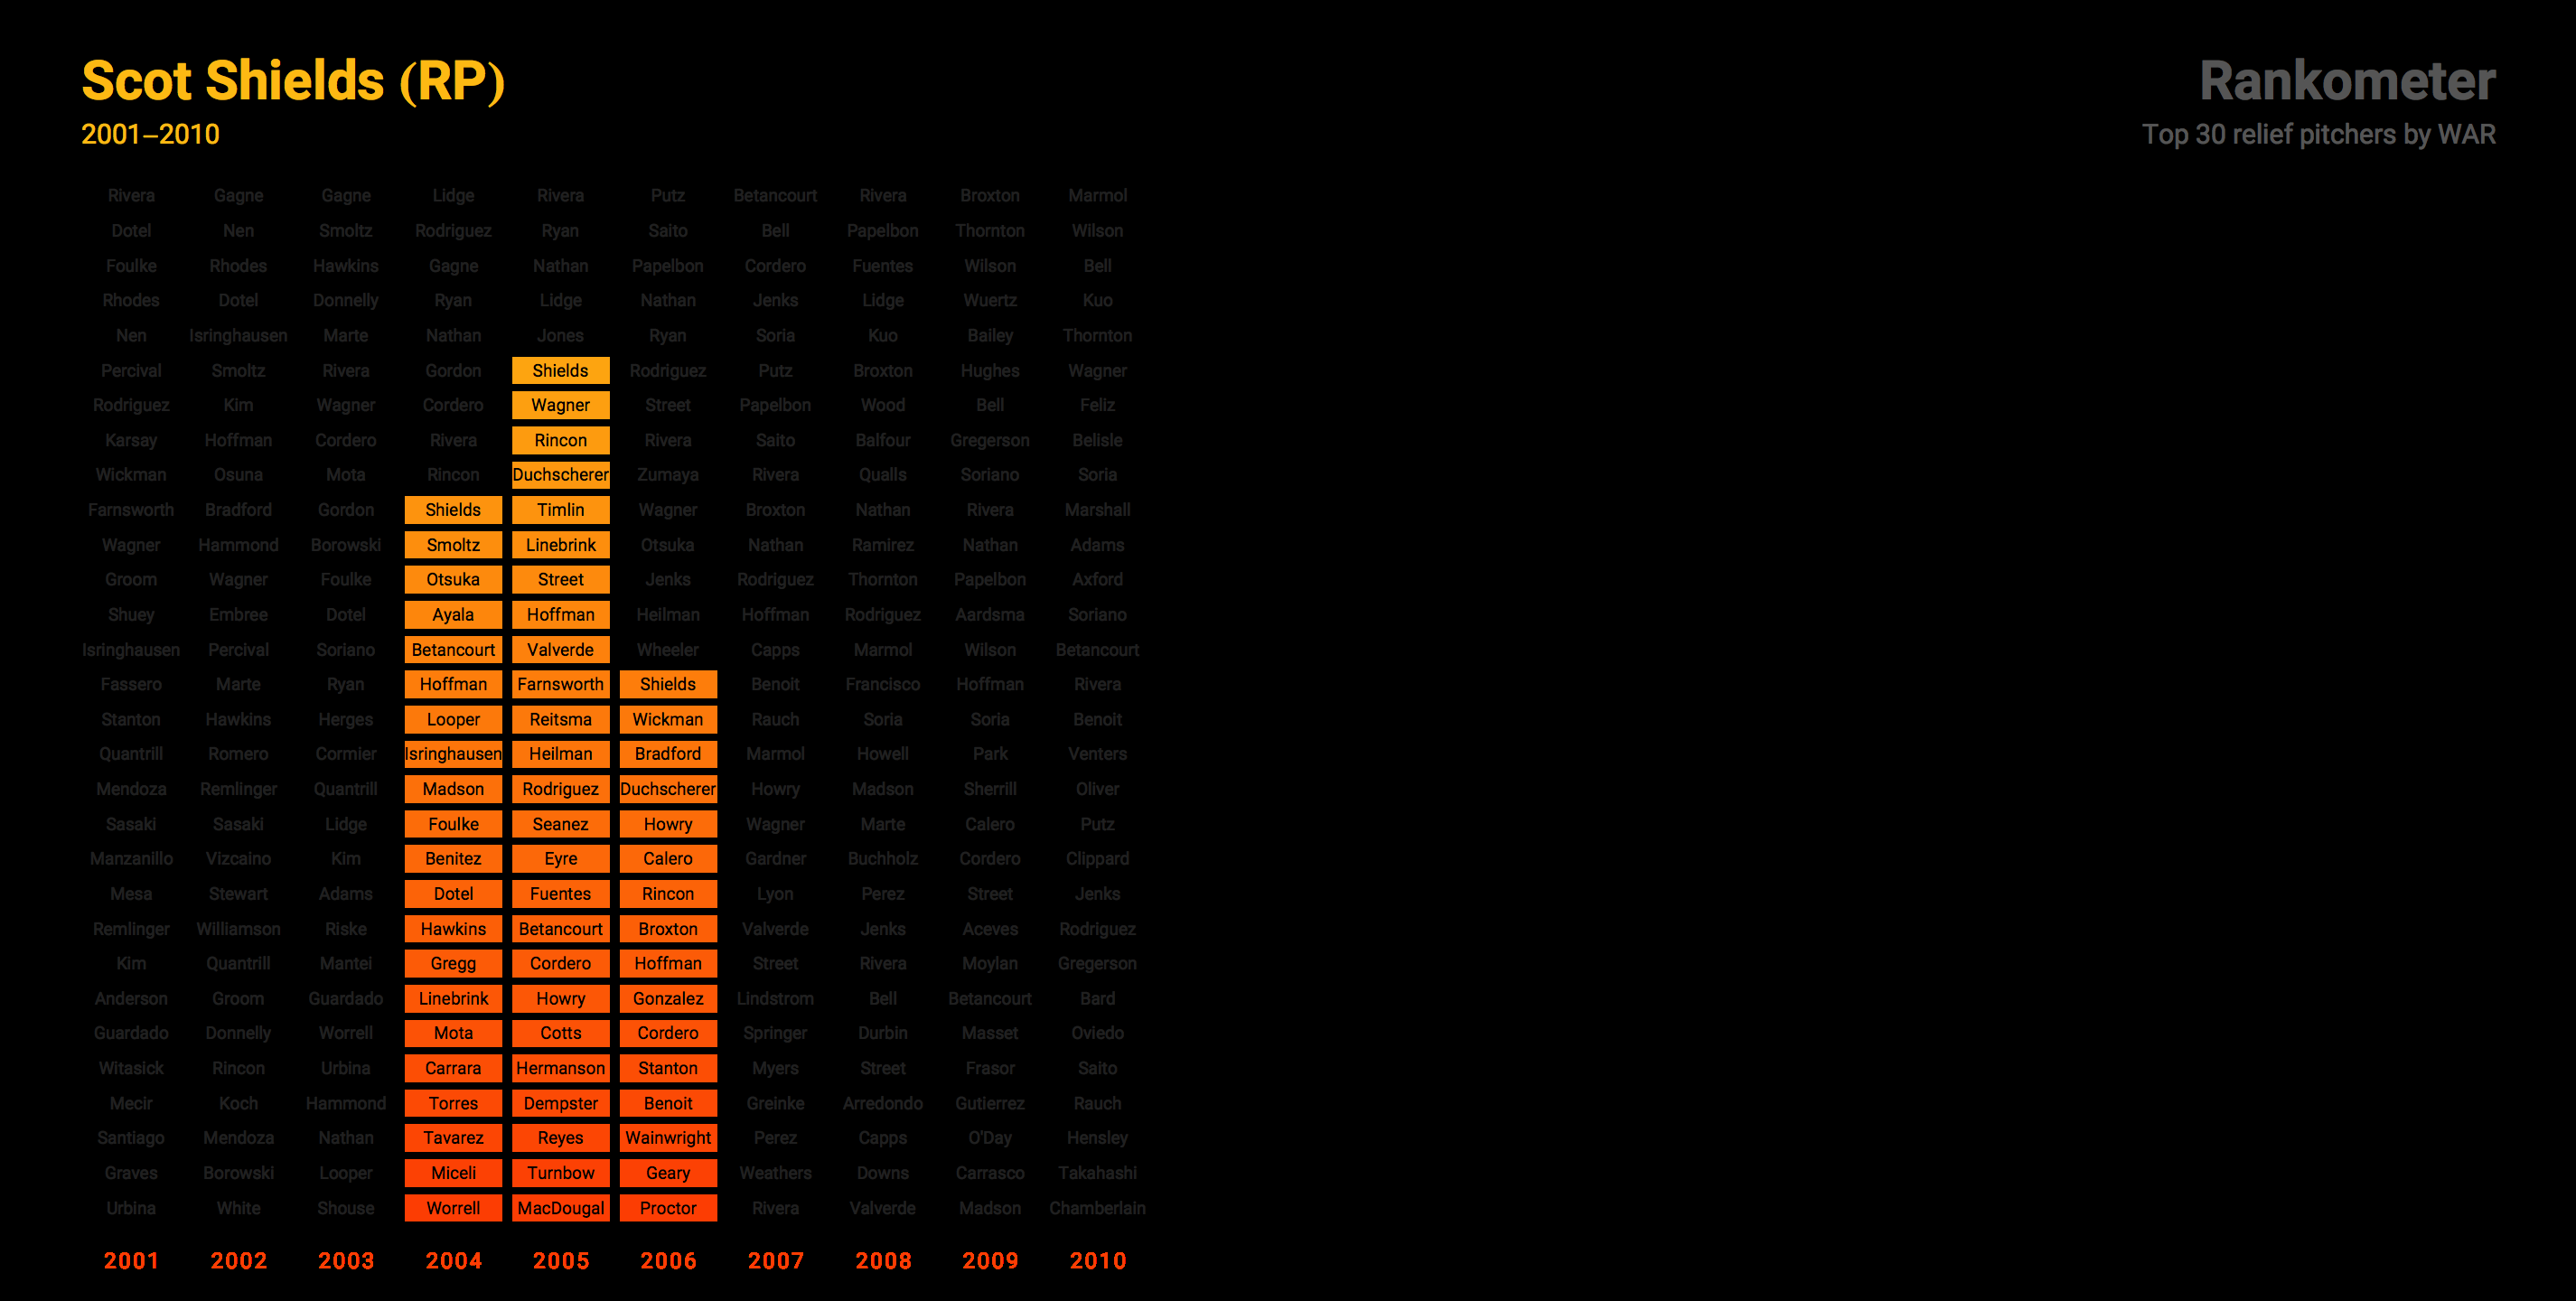 Scot Shields (RP)
2001–2010
Rankometer
Top 30 relief pitchers by WAR
Rivera Gagne Gagne Lidge Rivera Putz Betancourt Rivera Broxton Marmol
Dotel Nen Smoltz Rodriguez Ryan Saito Bell Papelbon Thornton Wilson
Foulke Rhodes Hawkins Gagne Nathan Papelbon Cordero Fuentes Wilson Bell
Rhodes Dotel Donnelly Ryan Lidge Nathan Jenks Lidge Wuertz Kuo
Nen Isringhausen Marte Nathan Jones Ryan Soria Kuo Bailey Thornton
Percival Smoltz Rivera Gordon Shields Rodriguez Putz Broxton Hughes Wagner
Rodriguez Kim Wagner Cordero Wagner Street Papelbon Wood Bell Feliz
Karsay Hoffman Cordero Rivera Rincon Rivera Saito Balfour Gregerson Belisle
Wickman Osuna Mota Rincon Duchscherer Zumaya Rivera Qualls Soriano Soria
Farnsworth Bradford Gordon Shields Timlin Wagner Broxton Nathan Rivera Marshall
Wagner Hammond Borowski Smoltz Linebrink Otsuka Nathan Ramirez Nathan Adams
Groom Wagner Foulke Otsuka Street Jenks Rodriguez Thornton Papelbon Axford
Shuey Embree Dotel Ayala Hoffman Heilman Hoffman Rodriguez Aardsma Soriano
Isringhausen Percival Soriano Betancourt Valverde Wheeler Capps Marmol Wilson Betancourt
Fassero Marte Ryan Hoffman Farnsworth Shields Benoit Francisco Hoffman Rivera
Stanton Hawkins Herges Looper Reitsma Wickman Rauch Soria Soria Benoit
Quantrill Romero Cormier Isringhausen Heilman Bradford Marmol Howell Park Venters
Mendoza Remlinger Quantrill Madson Rodriguez Duchscherer Howry Madson Sherrill Oliver
Sasaki Sasaki Lidge Foulke Seanez Howry Wagner Marte Calero Putz
Manzanillo Vizcaino Kim Benitez Eyre Calero Gardner Buchholz Cordero Clippard
Mesa Stewart Adams Dotel Fuentes Rincon Lyon Perez Street Jenks
Remlinger Williamson Riske Hawkins Betancourt Broxton Valverde Jenks Aceves Rodriguez
Kim Quantrill Mantei Gregg Cordero Hoffman Street Rivera Moylan Gregerson
Anderson Groom Guardado Linebrink Howry Gonzalez Lindstrom Bell Betancourt Bard
Guardado Donnelly Worrell Mota Cotts Cordero Springer Durbin Masset Oviedo
Witasick Rincon Urbina Carrara Hermanson Stanton Myers Street Frasor Saito
Mecir Koch Hammond Torres Dempster Benoit Greinke Arredondo Gutierrez Rauch
Santiago Mendoza Nathan Tavarez Reyes Wainwright Perez Capps O'Day Hensley
Graves Borowski Looper Miceli Turnbow Geary Weathers Downs Carrasco Takahashi
Urbina White Shouse Worrell MacDougal Proctor Rivera Valverde Madson Chamberlain
2001 2002 2003 2004 2005 2006 2007 2008 2009 2010